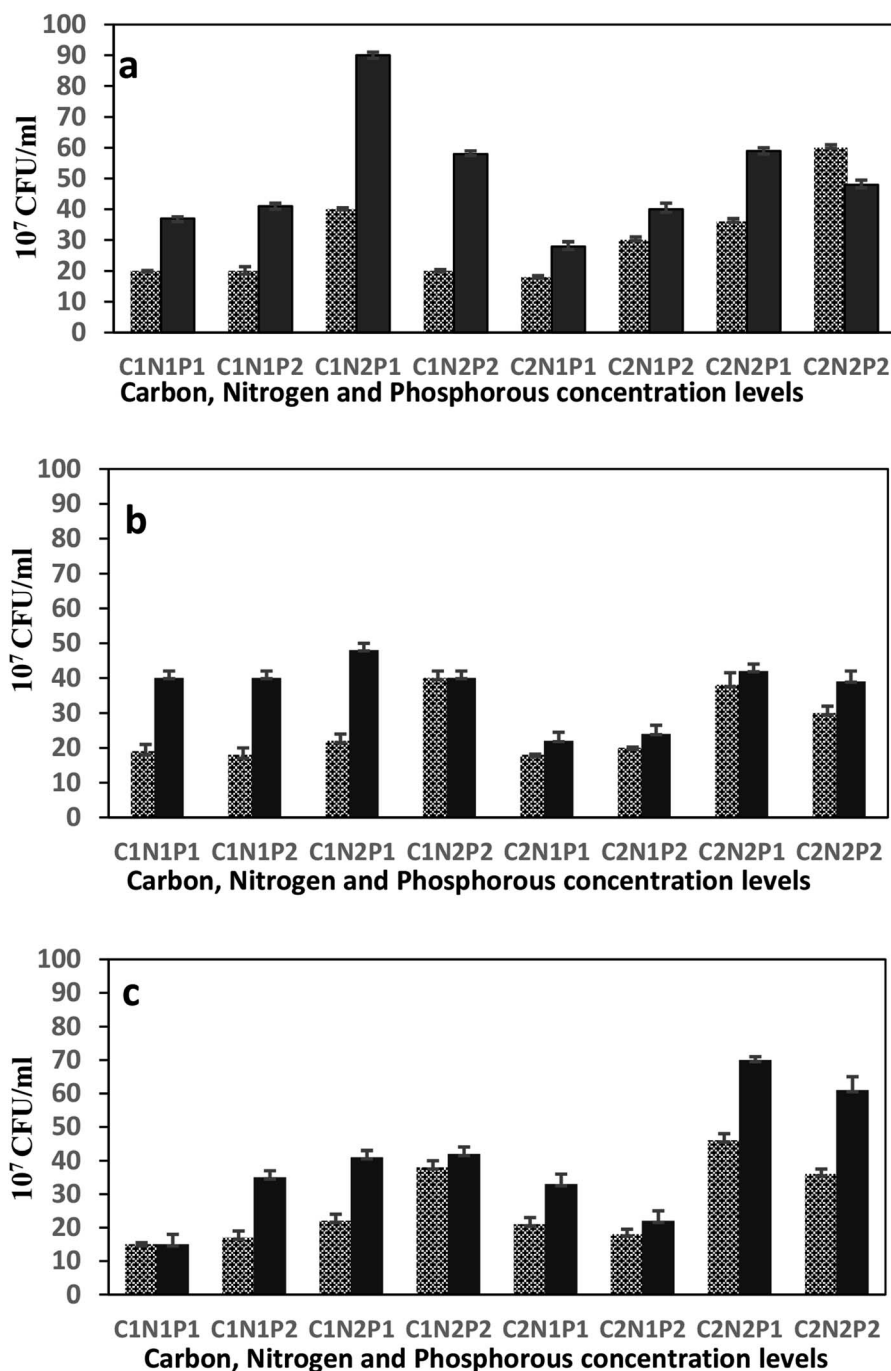 100
a
90
80
70
60
50
40
30
20
10
0
10⁷ CFU/ml
C1N1P1 C1N1P2 C1N2P1 C1N2P2 C2N1P1 C2N1P2 C2N2P1 C2N2P2
Carbon, Nitrogen and Phosphorous concentration levels
100
b
90
80
70
60
50
40
30
20
10
0
10⁷ CFU/ml
C1N1P1 C1N1P2 C1N2P1 C1N2P2 C2N1P1 C2N1P2 C2N2P1 C2N2P2
Carbon, Nitrogen and Phosphorous concentration levels
100
c
90
80
70
60
50
40
30
20
10
0
10⁷ CFU/ml
C1N1P1 C1N1P2 C1N2P1 C1N2P2 C2N1P1 C2N1P2 C2N2P1 C2N2P2
Carbon, Nitrogen and Phosphorous concentration levels